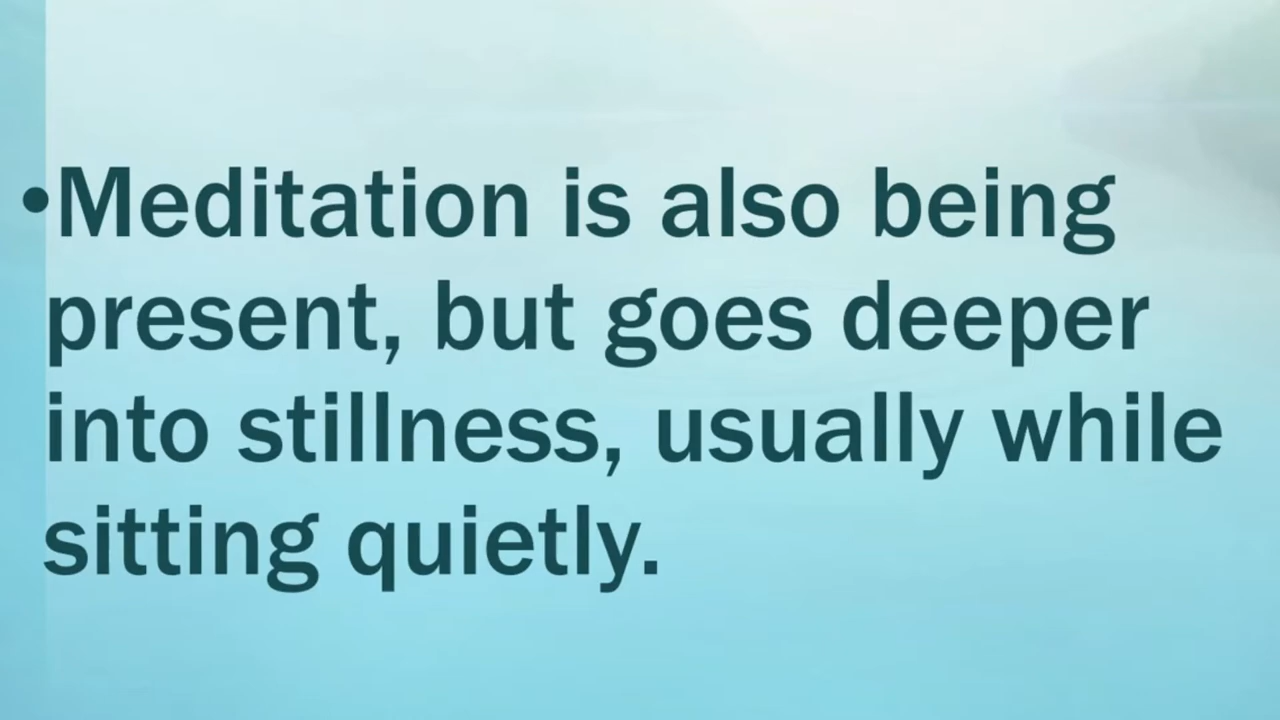 •Meditation is also being
present, but goes deeper
into stillness, usually while
sitting quietly.